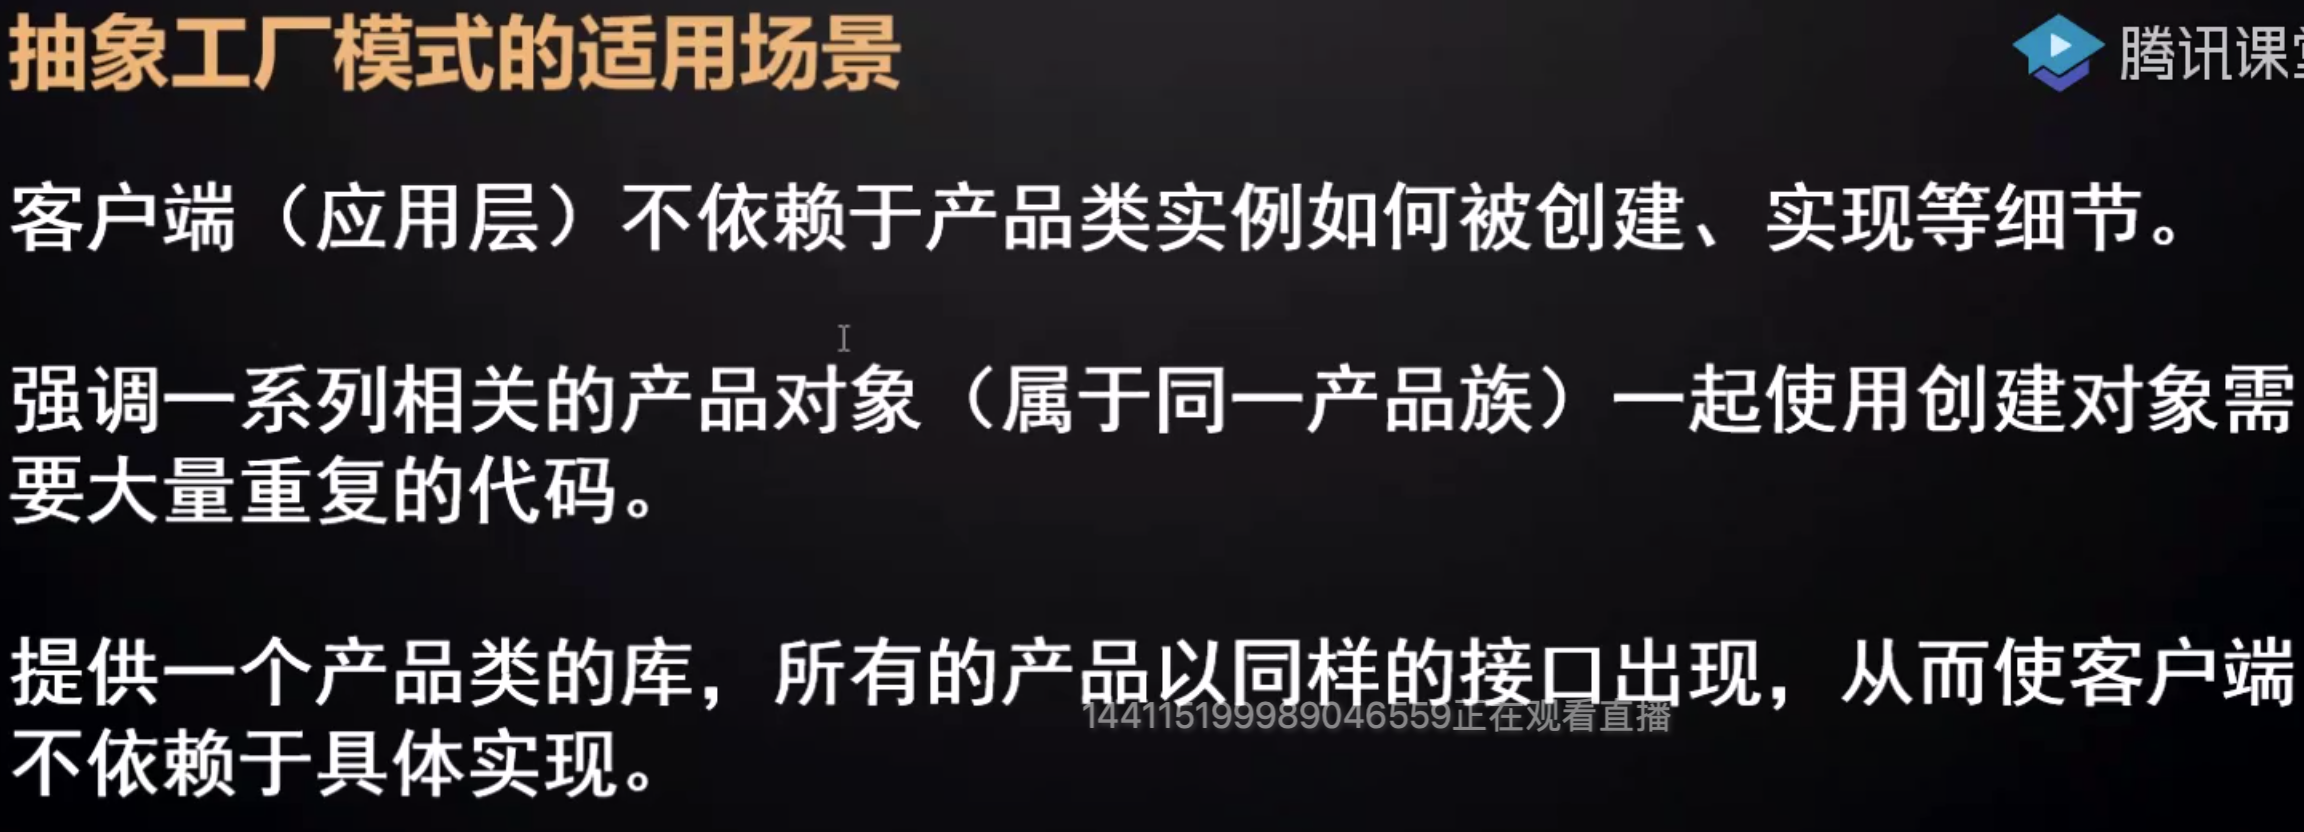 抽象工厂模式的适用场景
腾讯课
客户端（应用层）不依赖于产品类实例如何被创建、实现等细节。
强调一系列相关的产品对象（属于同一产品族）一起使用创建对象需
要大量重复的代码。
提供一个产品类的库，所有的产品以同样的接口出现，从而使客户端
144115199989046559正在观看直播
不依赖于具体实现。